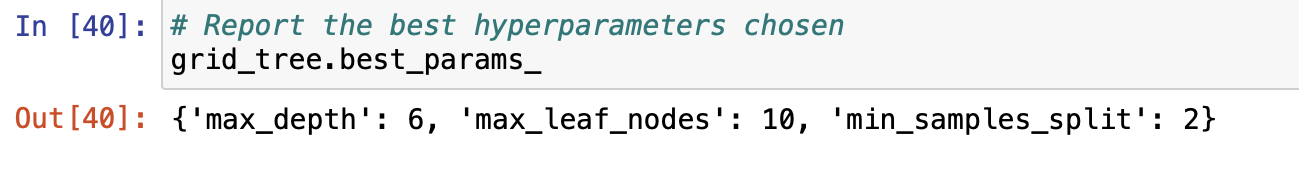 In [40]: # Report the best hyperparameters chosen
grid_tree.best_params_
Out[40]: {'max_depth': 6, 'max_leaf_nodes': 10, 'min_samples_split': 2}